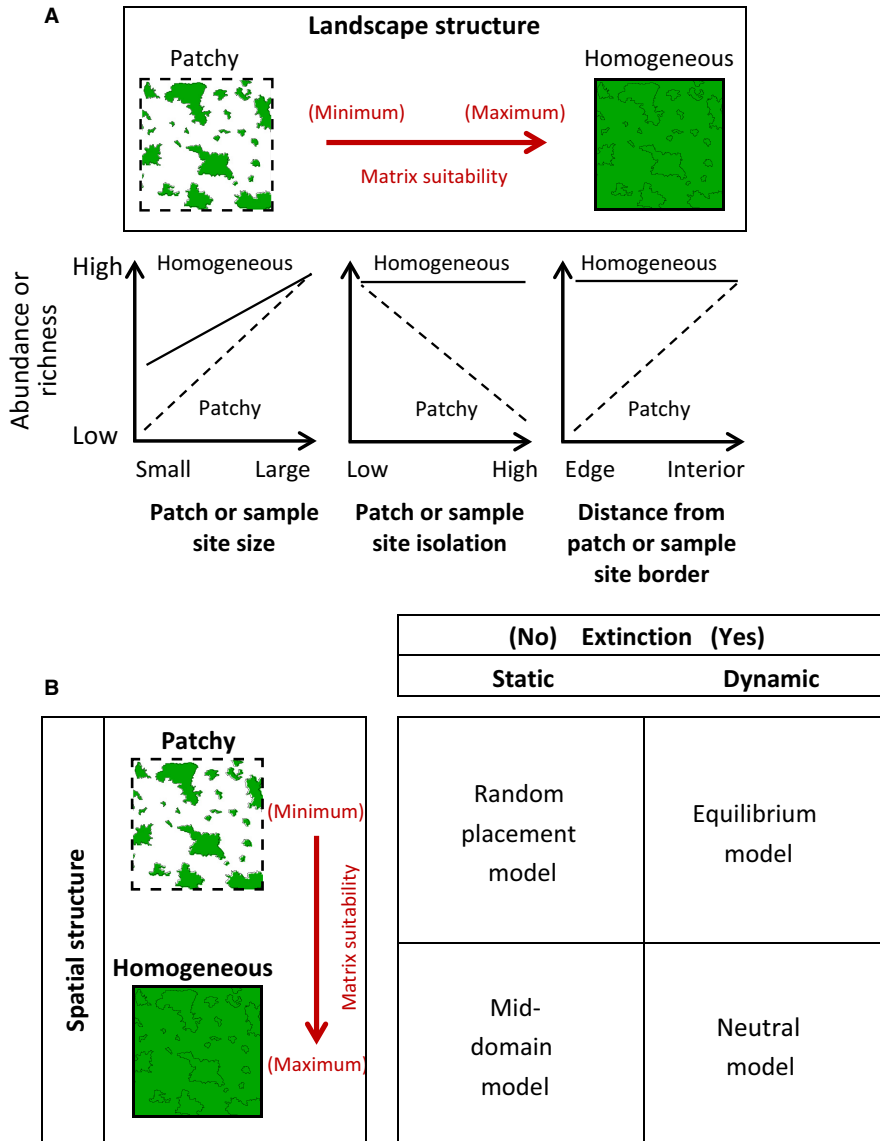 A
Landscape structure
Patchy
Homogeneous
(Minimum)
(Maximum)
Matrix suitability
Abundance or
richness
High
Low
Homogeneous
Patchy
Small
Large
Patch or sample
site size
Homogeneous
Patchy
Low
High
Patch or sample
site isolation
Homogeneous
Patchy
Edge
Interior
Distance from
patch or sample
site border
B
(No) Extinction (Yes)
Static
Dynamic
Spatial structure
Patchy
(Minimum)
Matrix suitability
Homogeneous
(Maximum)
Random
placement
model
Equilibrium
model
Mid-
domain
model
Neutral
model